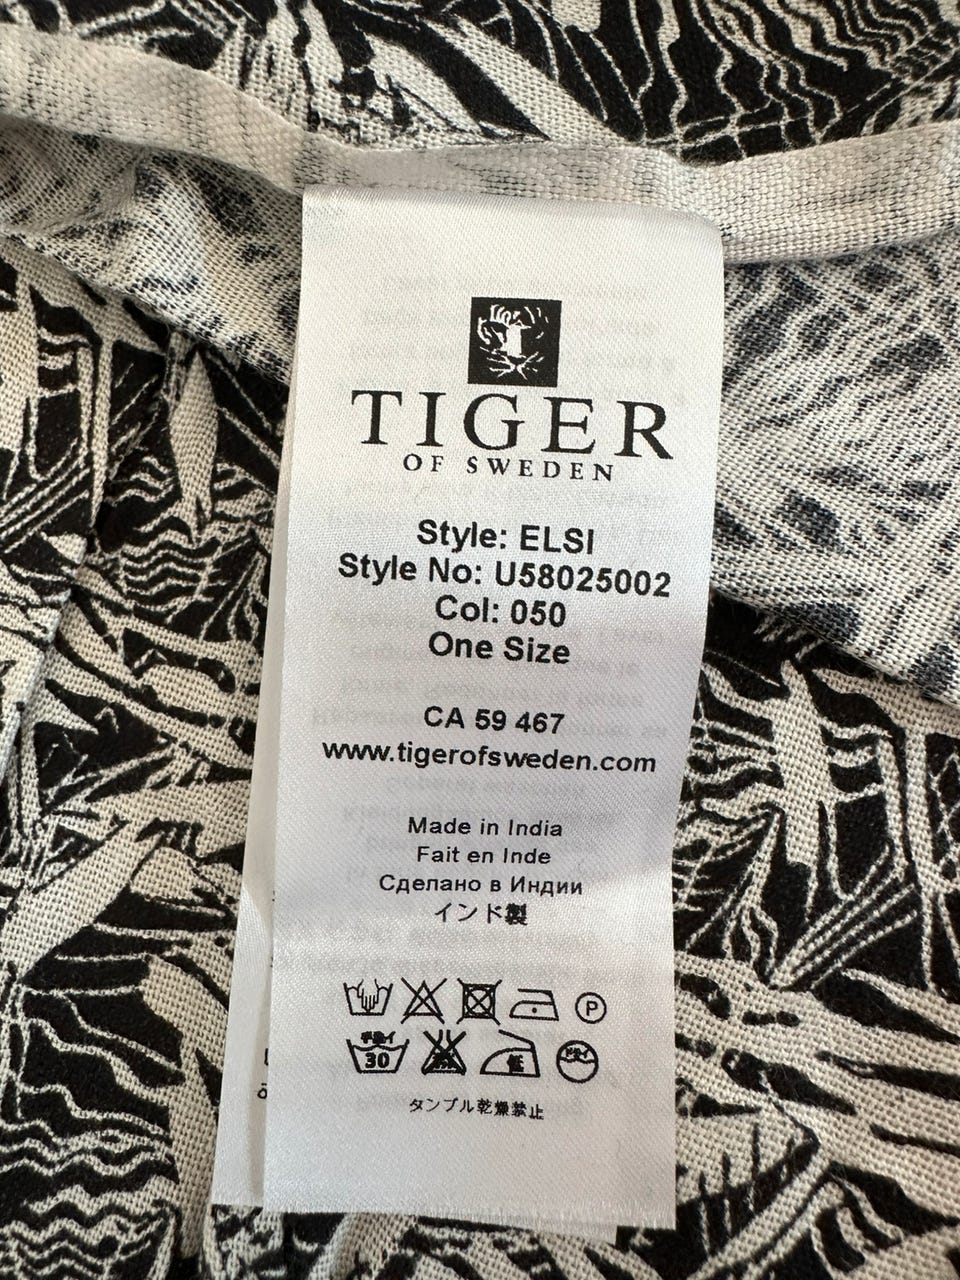 TIGER
OF SWEDEN
Style: ELSI
Style No: U58025002
Col: 050
One Size
CA 59 467
www.tigerofsweden.com
Made in India
Fait en Inde
Сделано в Индии
インド製
P
30
低
タンブル乾燥禁止